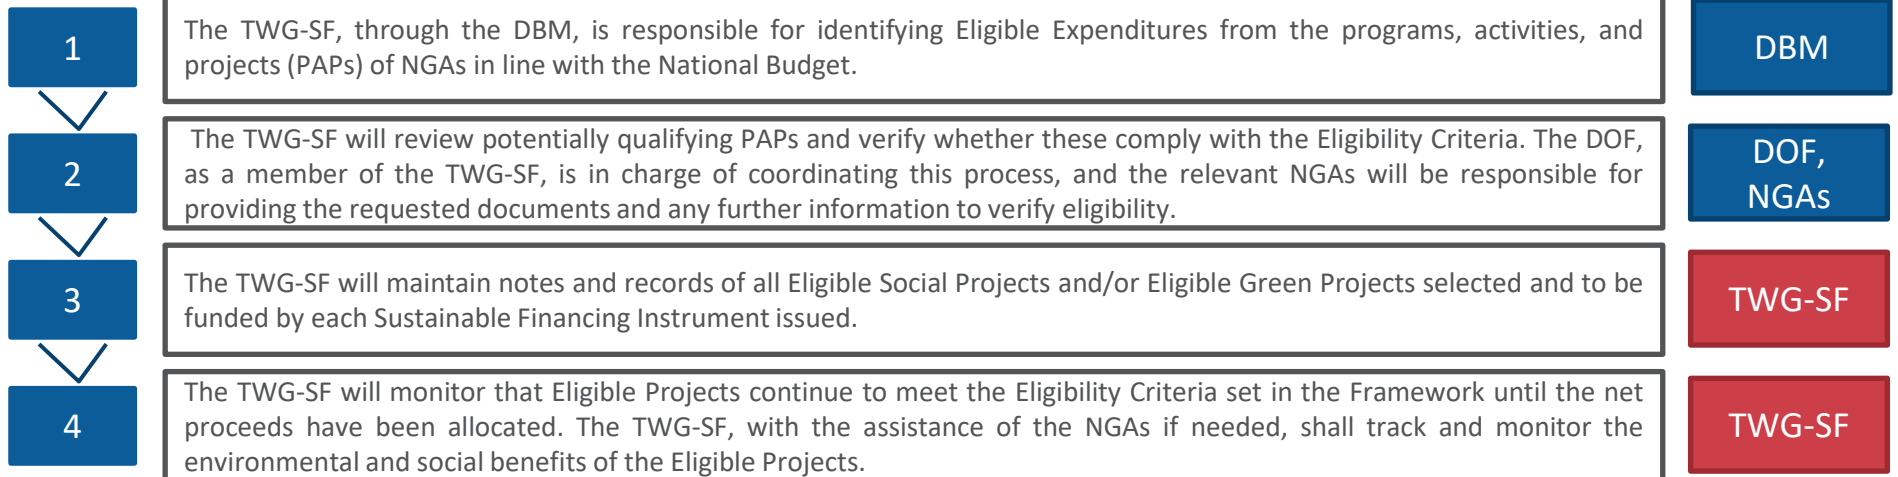 1
The TWG-SF, through the DBM, is responsible for identifying Eligible Expenditures from the programs, activities, and
projects (PAPs) of NGAs in line with the National Budget.
DBM
2
The TWG-SF will review potentially qualifying PAPs and verify whether these comply with the Eligibility Criteria. The DOF,
as a member of the TWG-SF, is in charge of coordinating this process, and the relevant NGAs will be responsible for
providing the requested documents and any further information to verify eligibility.
DOF,
NGAs
3
The TWG-SF will maintain notes and records of all Eligible Social Projects and/or Eligible Green Projects selected and to be
funded by each Sustainable Financing Instrument issued.
TWG-SF
4
The TWG-SF will monitor that Eligible Projects continue to meet the Eligibility Criteria set in the Framework until the net
proceeds have been allocated. The TWG-SF, with the assistance of the NGAs if needed, shall track and monitor the
environmental and social benefits of the Eligible Projects.
TWG-SF